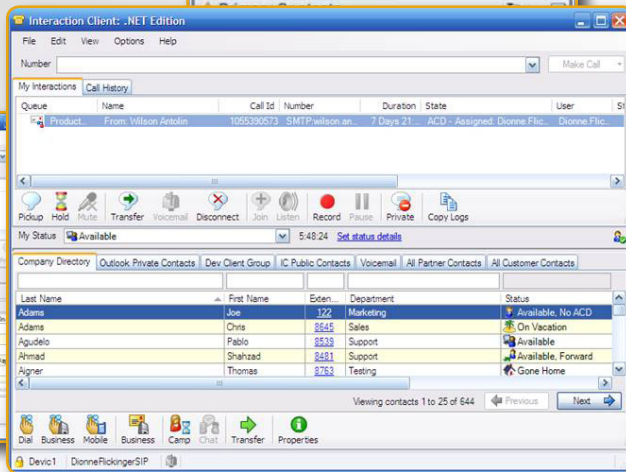 Interaction Client: .NET Edition
File Edit View Options Help
Number Make Call
My Interactions Call History
Queue Name Call Id Number Duration State User
Product... From: Wilson Antolin 1055390573 SMTP:wilson.an... 7 Days 21:... ACD - Assigned: Dionne.Flic... Dionne.Flic...
Pickup Hold Mute Transfer Voicemail Disconnect Join Listen Record Pause Private Copy Logs
My Status Available 5:48:24 Set status details
Company Directory Outlook Private Contacts Dev Client Group IC Public Contacts Voicemail All Partner Contacts All Customer Contacts
Last Name First Name Exten... Department Status
Adams Joe 122 Marketing Available, No ACD
Adams Chris 8645 Sales On Vacation
Agudelo Pablo 8539 Support Available
Ahmad Shahzad 8481 Support Available, Forward
Aigner Thomas 8763 Testing Gone Home
Viewing contacts 1 to 25 of 644 Previous Next
Dial Business Mobile Business Camp Chat Transfer Properties
Devic1 DionneFlickingerSIP